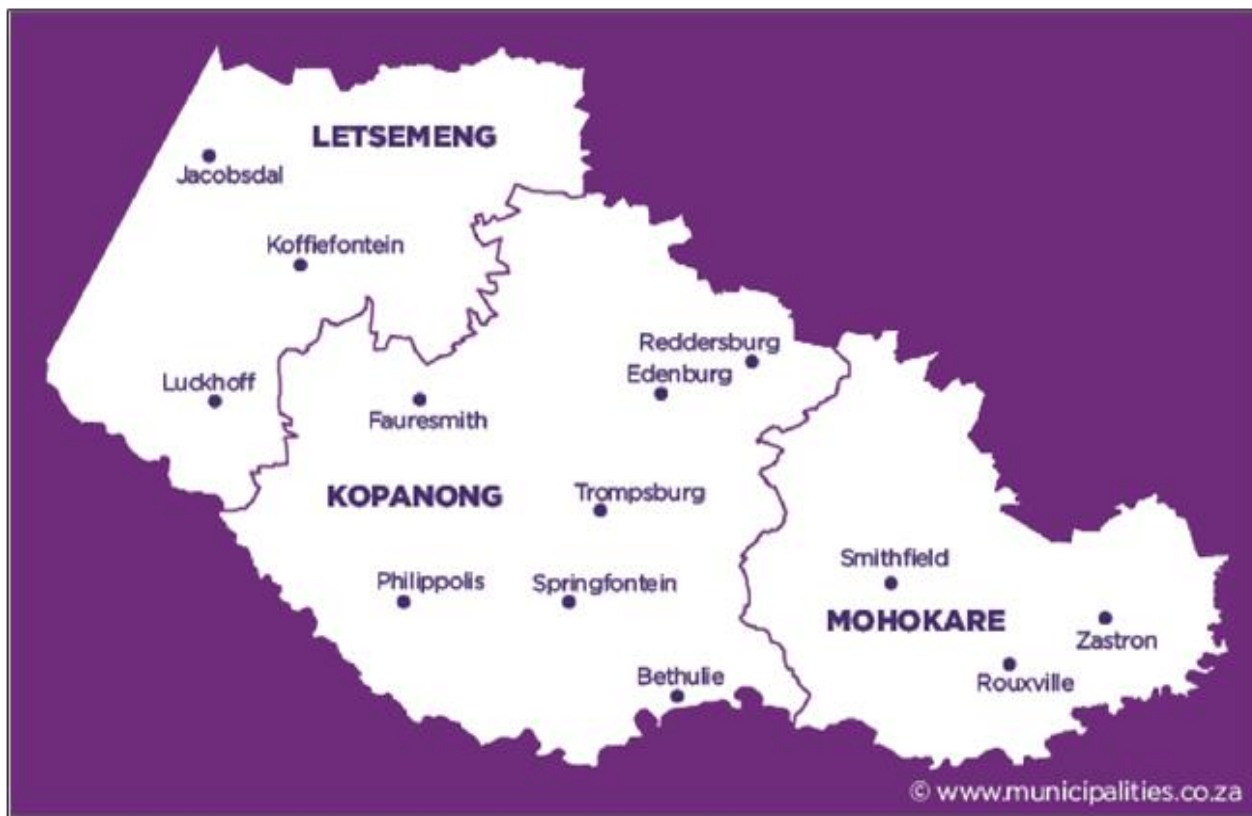 LETSEMENG
Jacobsdal
Koffiefontein
Reddersburg
Edenburg
Luckhoff
Fauresmith
KOPANONG
Trompsburg
Smithfield
Philippolis
Springfontein
MOHOKARE
Zastron
Bethulie
Rouxville
© www.municipalities.co.za